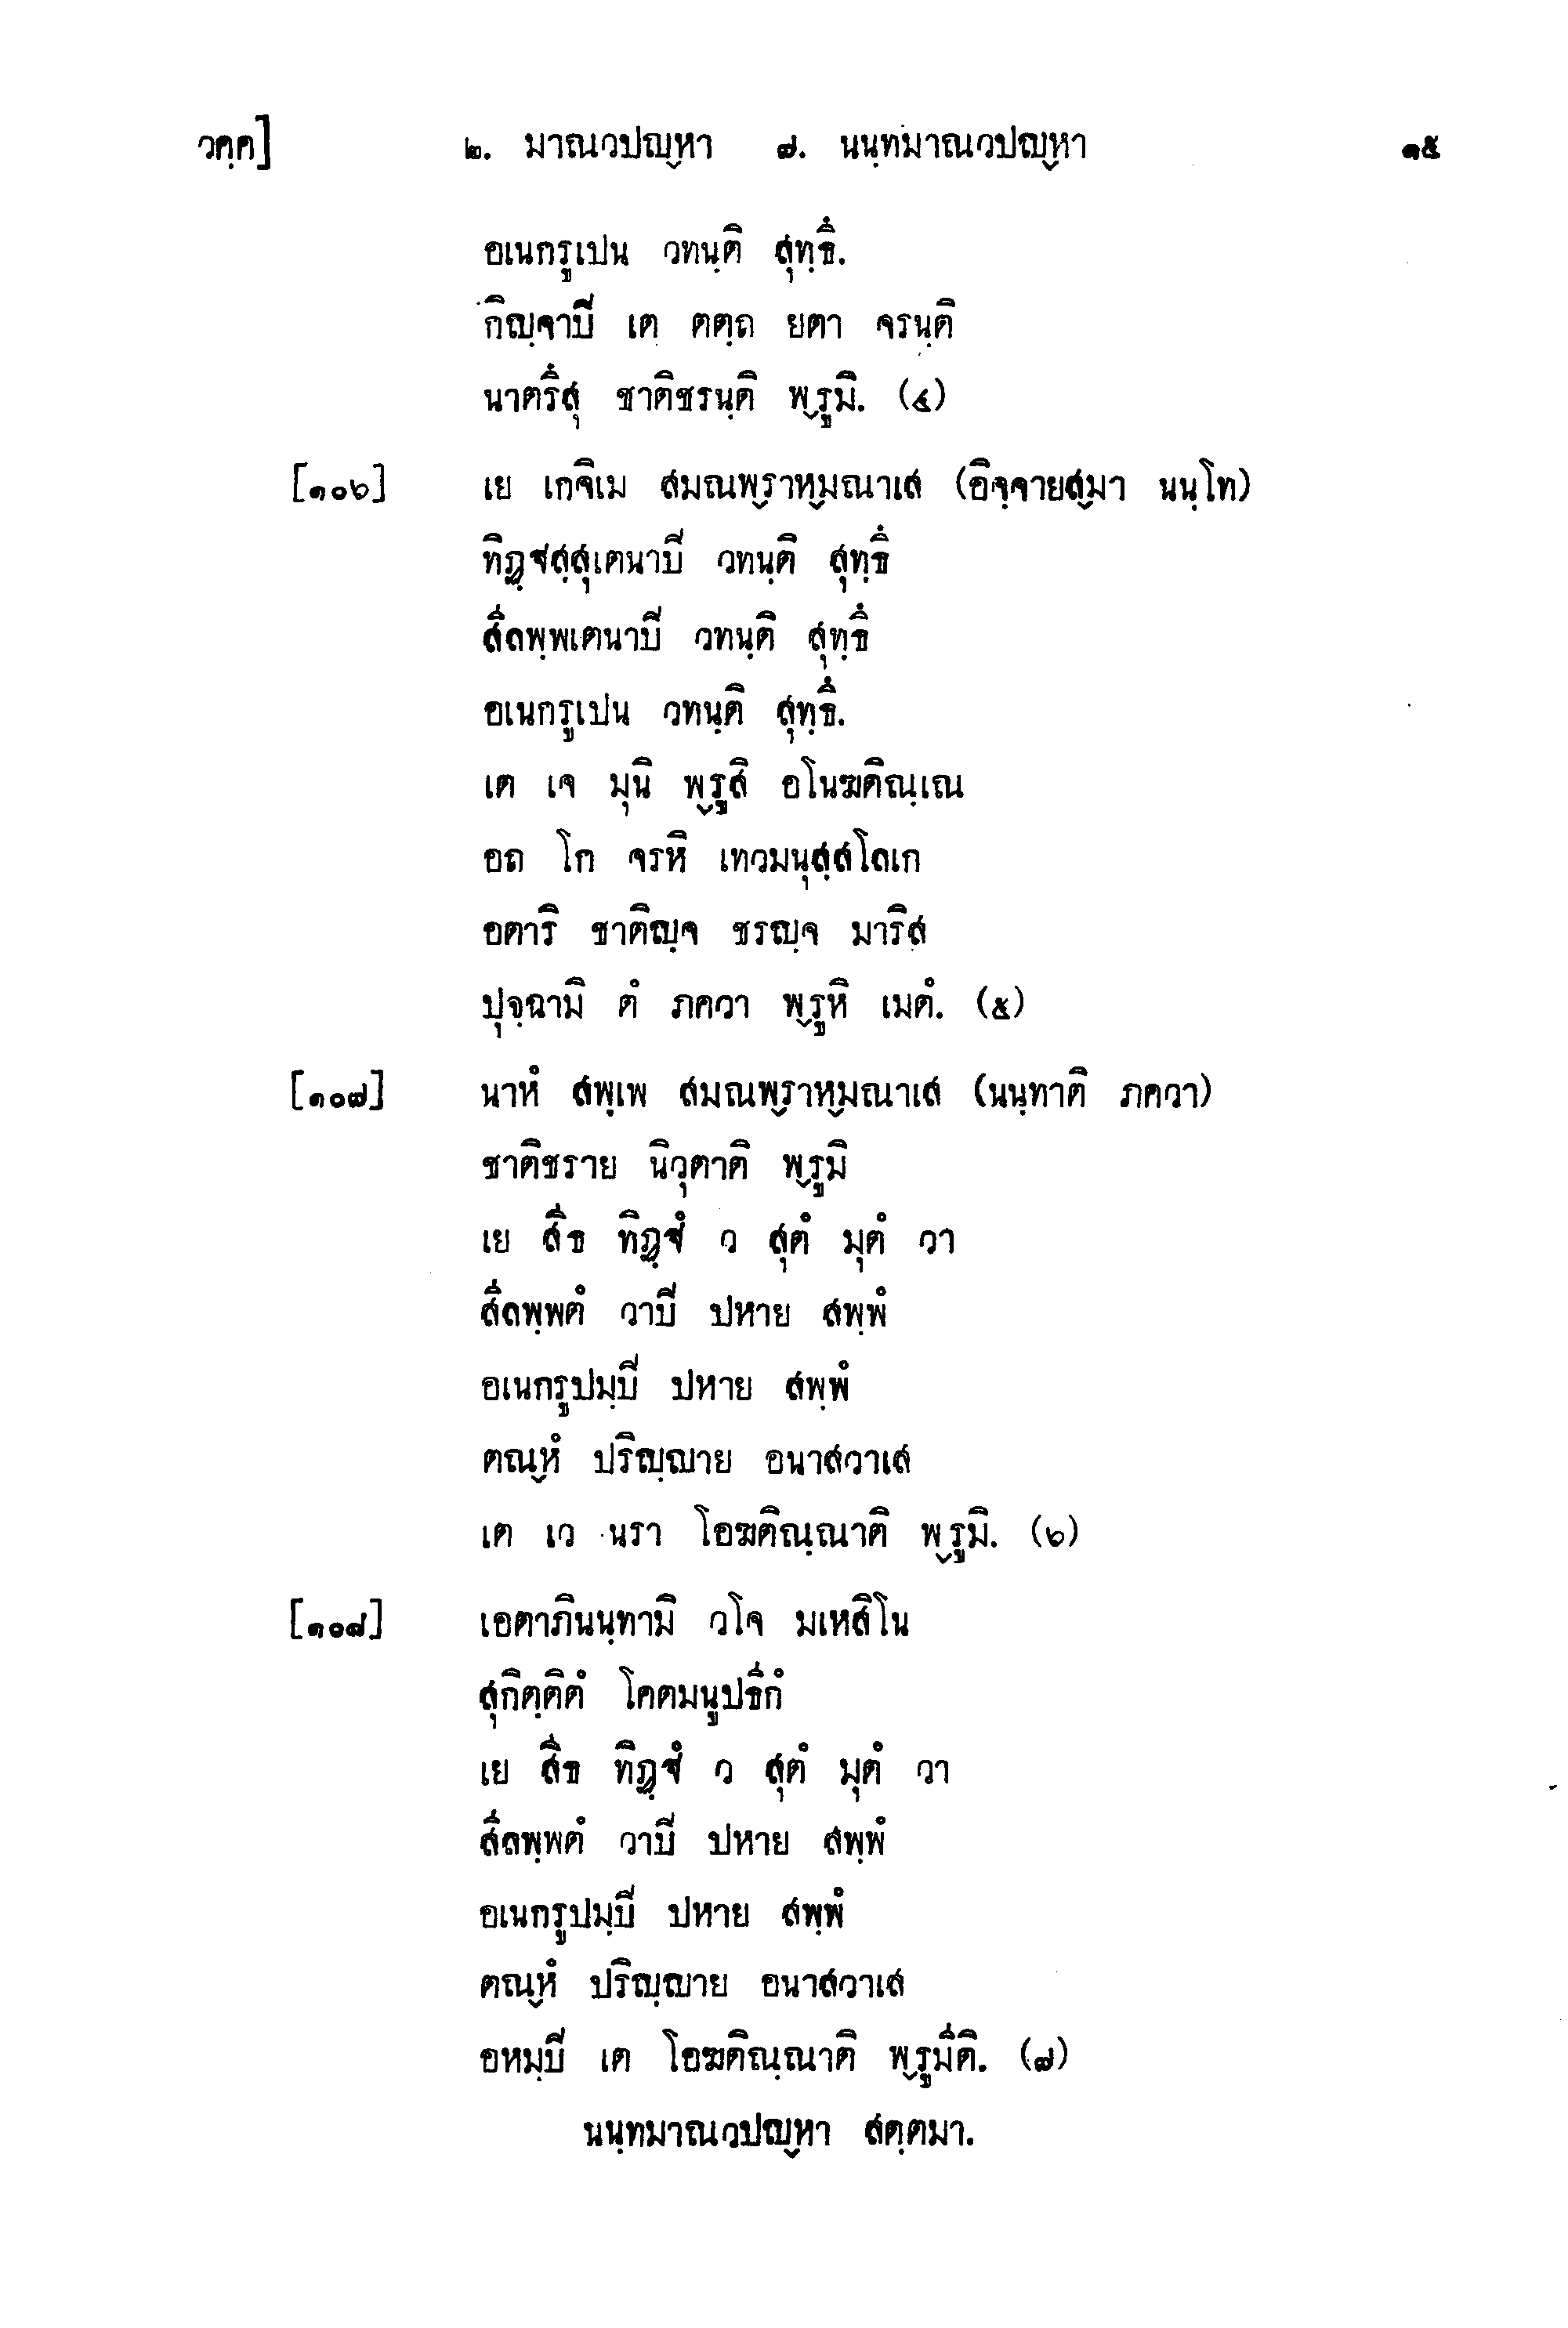 วคฺค]	๒. มาณวปญฺหา ๗. นนฺทมาณวปญฺหา	๑๕
อเนกรูเปน วทนฺติ สุทฺธึ.
กิญฺจาปิ เต ตตฺถ ยตา จรนฺติ
นาตรึสุ ชาติชรนฺติ พฺรูมิ. (๔)
[๑๐๖] เย เกจิเม สมณพฺราหฺมณาเส (อิจฺจายสฺมา นนฺโท)
ทิฏฺฐสฺสุเตนาปิ วทนฺติ สุทฺธึ
สีลพฺพเตนาปิ วทนฺติ สุทฺธึ
อเนกรูเปน วทนฺติ สุทฺธึ.
เต เจ มุนิ พฺรูสิ อโนฆติณฺเณ
อถ โก จรหิ เทวมนุสฺสโลเก
อตาริ ชาติญฺจ ชรญฺจ มาริส
ปุจฺฉามิ ตํ ภควา พฺรูหิ เมตํ. (๕)
[๑๐๗] นาหํ สพฺเพ สมณพฺราหฺมณาเส (นนฺทาติ ภควา)
ชาติชราย นิวุตาติ พฺรูมิ
เย สีธ ทิฏฺฐํ ว สุตํ มุตํ วา
สีลพฺพตํ วาปิ ปหาย สพฺพํ
อเนกรูปมฺปิ ปหาย สพฺพํ
ตณฺหํ ปริญฺญาย อนาสวาเส
เต เว นรา โอฆติณฺณาติ พฺรูมิ. (๖)
[๑๐๘] เอตาภินนฺทามิ วโจ มเหสิโน
สุกิตฺติตํ โคตมนูปธีกํ
เย สีธ ทิฏฺฐํ ว สุตํ มุตํ วา
สีลพฺพตํ วาปิ ปหาย สพฺพํ
อเนกรูปมฺปิ ปหาย สพฺพํ
ตณฺหํ ปริญฺญาย อนาสวาเส
อหมฺปิ เต โอฆติณฺณาติ พฺรูมีติ. (๗)
นนฺทมาณวปญฺหา สตฺตมา.